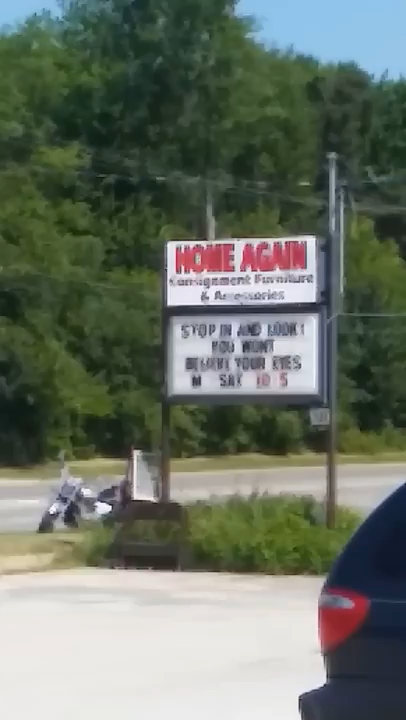 HOME AGAIN
Consignment Furniture
& Accessories
STOP IN AND LOOK!
YOU WONT
BELIEVE YOUR EYES
M SAT 10 5